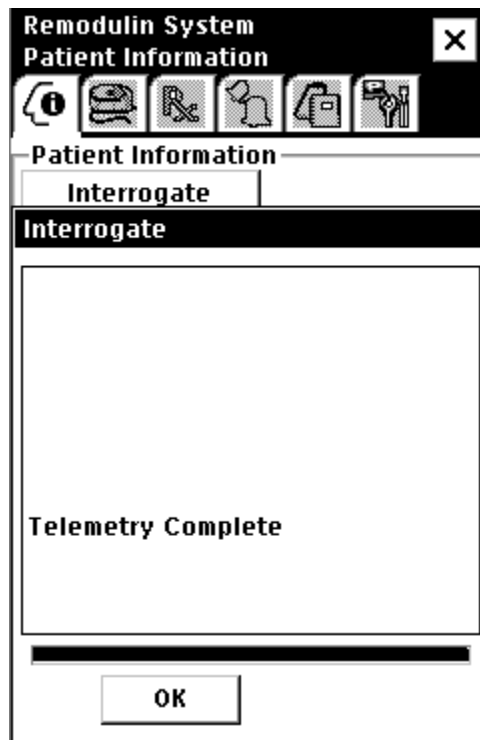 Remodulin System
Patient Information
Patient Information
Interrogate
Interrogate
Telemetry Complete
OK